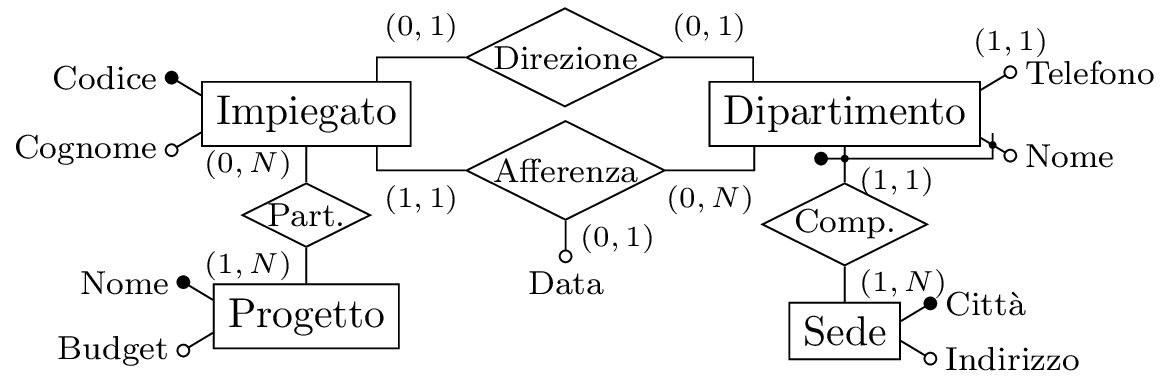 (0, 1)
(0, 1)
Direzione
(1, 1)
Codice
Telefono
Impiegato
Dipartimento
Cognome
Nome
(0, N)
Afferenza
(1, 1)
(1, 1)
(0, N)
Part.
Comp.
(0, 1)
(1, N)
Data
(1, N)
Nome
Città
Progetto
Sede
Budget
Indirizzo